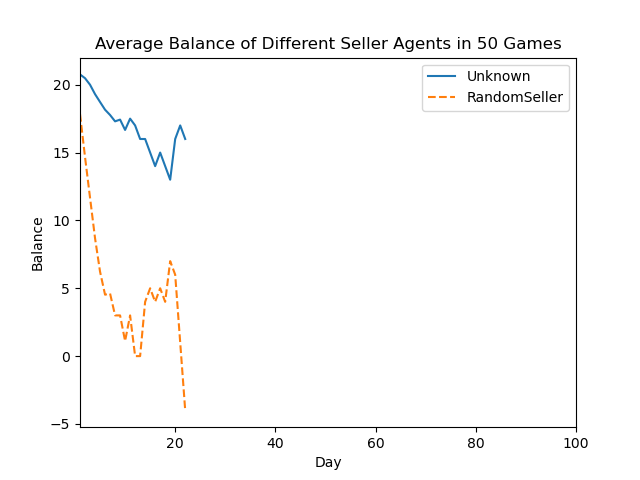 Average Balance of Different Seller Agents in 50 Games
Unknown
RandomSeller
20
15
10
5
0
−5
Balance
20
40
60
80
100
Day